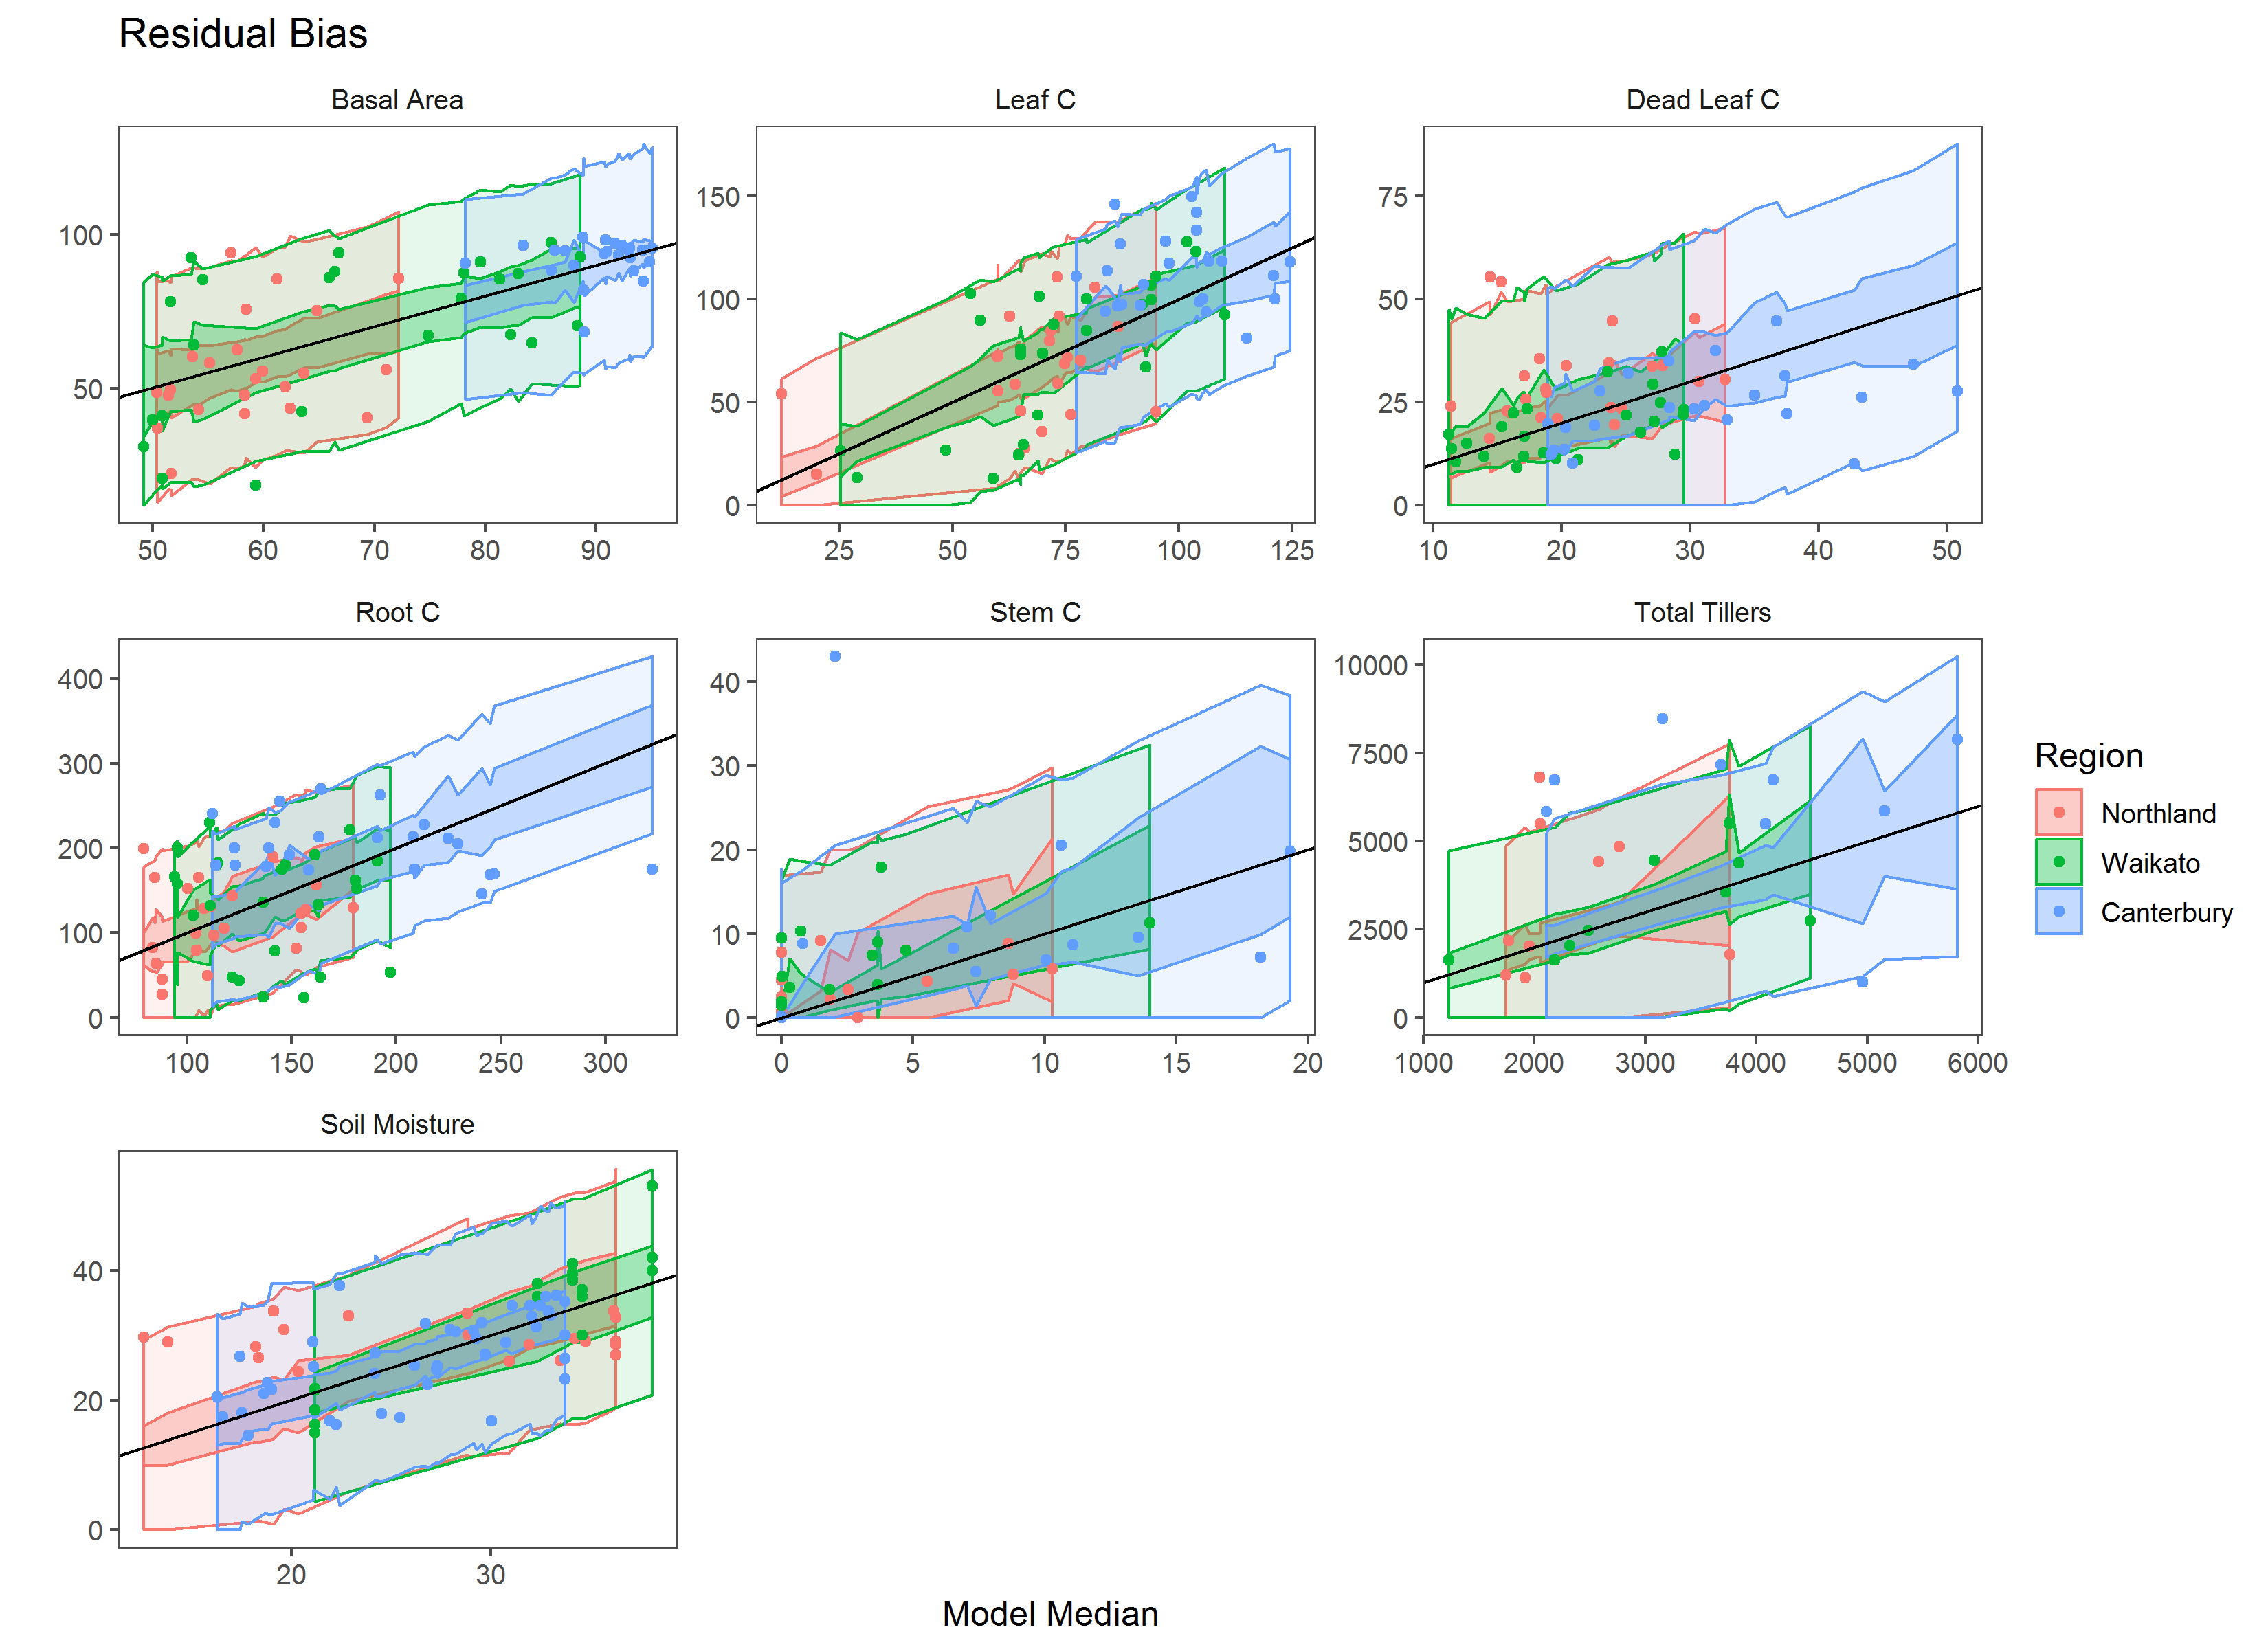 Residual Bias
Basal Area
Leaf C
Dead Leaf C
100
50
50 60 70 80 90
150
100
50
0
25 50 75 100 125
75
50
25
0
10 20 30 40 50
Root C
Stem C
Total Tillers
400
300
200
100
0
100 150 200 250 300
40
30
20
10
0
0 5 10 15 20
10000
7500
5000
2500
0
1000 2000 3000 4000 5000 6000
Region
Northland
Waikato
Canterbury
Soil Moisture
40
20
0
20 30
Model Median